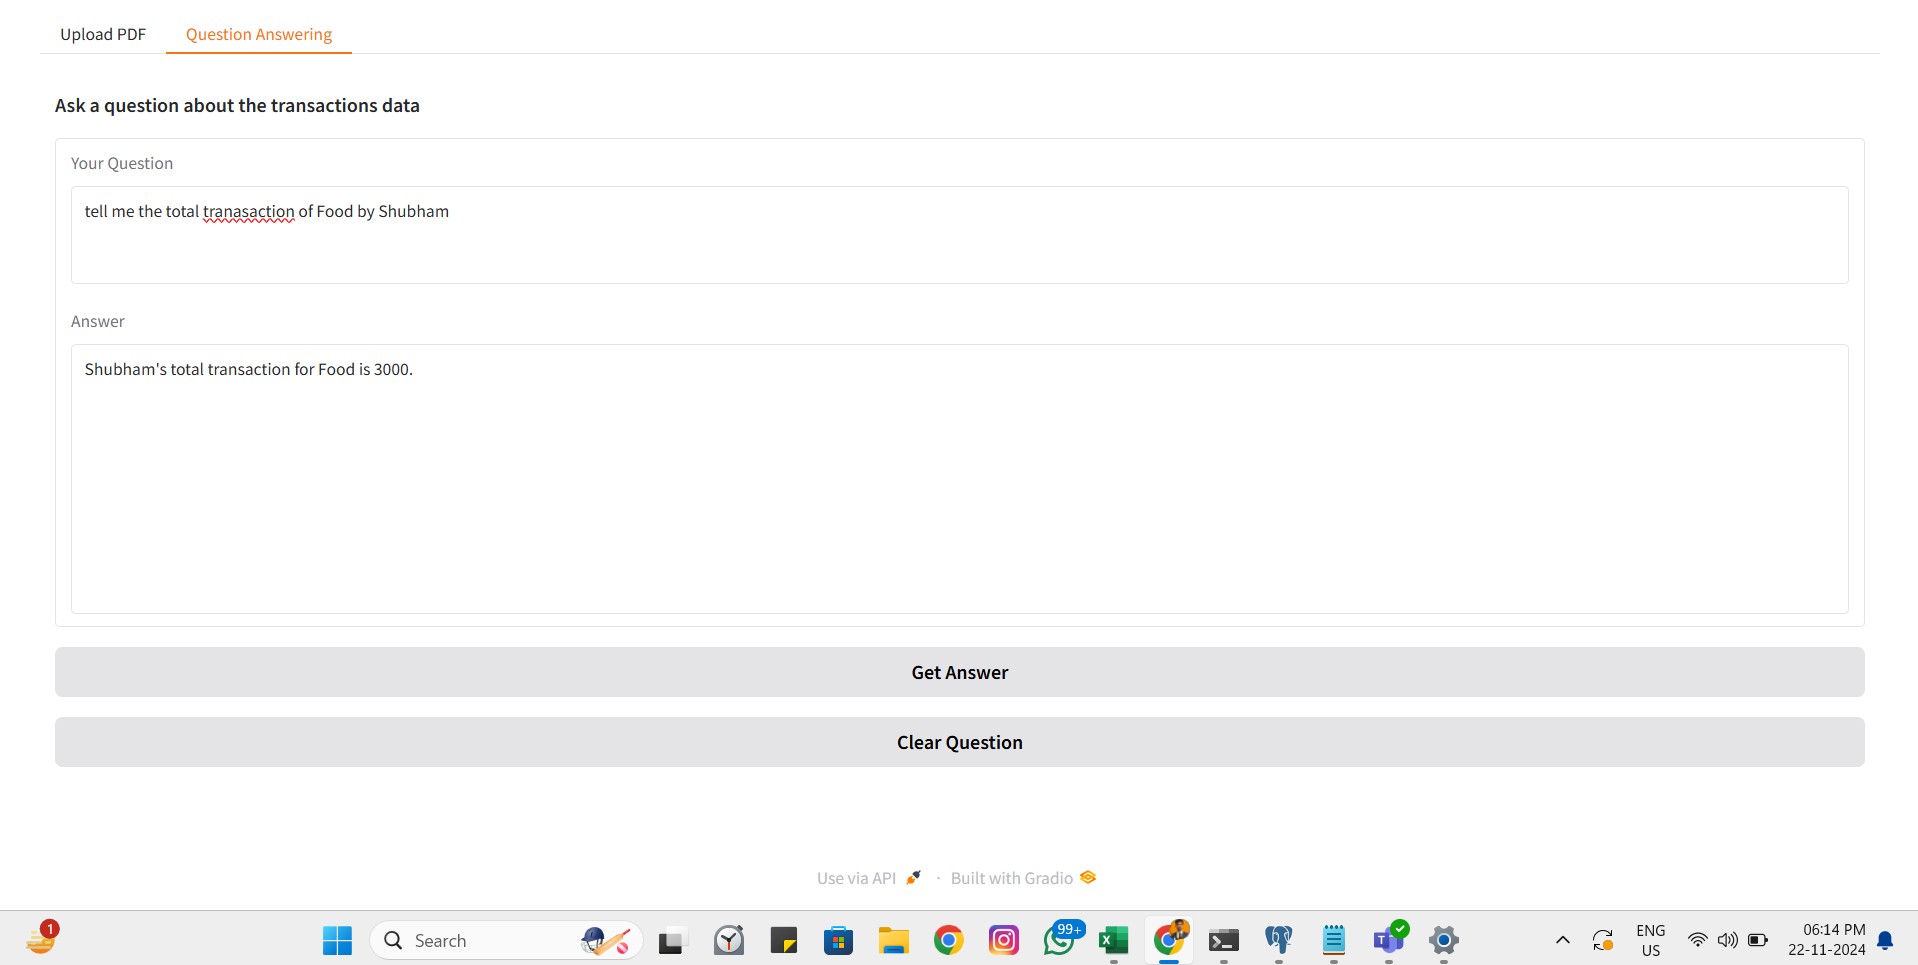 Upload PDF
Question Answering
Ask a question about the transactions data
Your Question
tell me the total tranasaction of Food by Shubham
Answer
Shubham's total transaction for Food is 3000.
Get Answer
Clear Question
Use via API · Built with Gradio
1
Search
99+
ENG
US
06:14 PM
22-11-2024